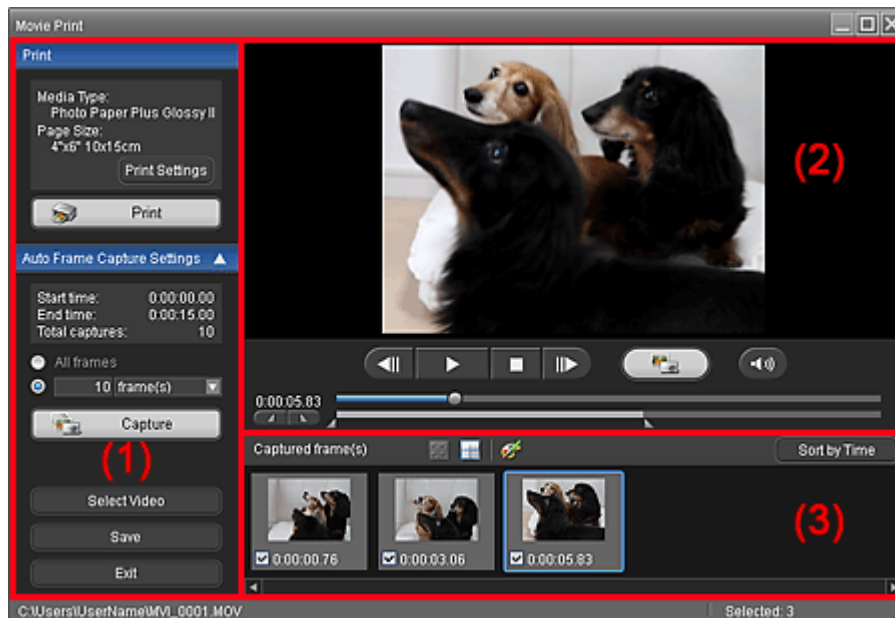 Movie Print
Print
Media Type:
Photo Paper Plus Glossy II
Page Size:
4"x6" 10x15cm
Print Settings
Print
Auto Frame Capture Settings
Start time: 0:00:00.00
End time: 0:00:15.00
Total captures: 10
All frames
10 frame(s)
Capture
(1)
Select Video
Save
Exit
(2)
0:00:05.83
Captured frame(s)
Sort by Time
0:00:00.76
0:00:03.06
0:00:05.83
(3)
C:\Users\UserName\MVI_0001.MOV
Selected: 3